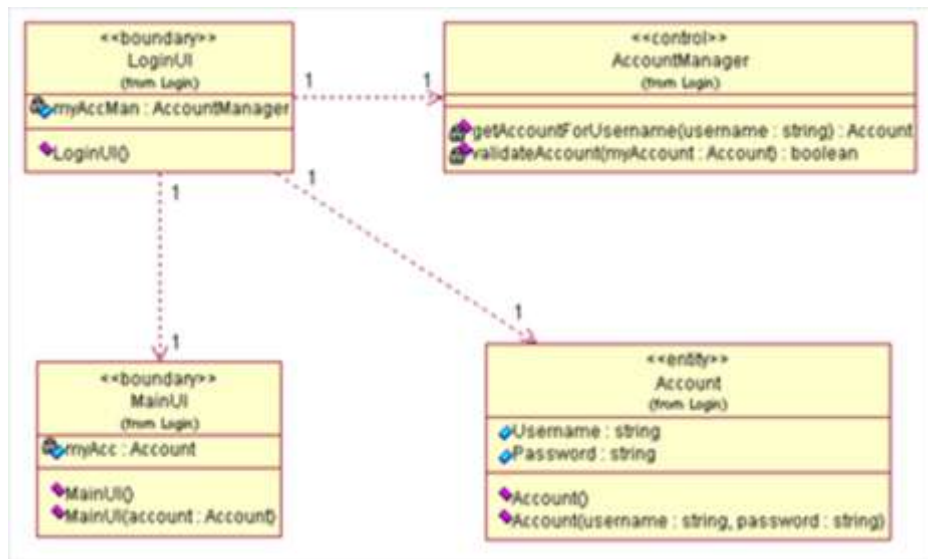 <<boundary>>
LoginUI
(from Login)
myAccMan : AccountManager
LoginUI()
1
1
<<control>>
AccountManager
(from Login)
getAccountForUsername(username : string) : Account
validateAccount(myAccount : Account) : boolean
1
1
1
1
<<boundary>>
MainUI
(from Login)
myAcc : Account
MainUI()
MainUI(account : Account)
<<entity>>
Account
(from Login)
Username : string
Password : string
Account()
Account(username : string, password : string)